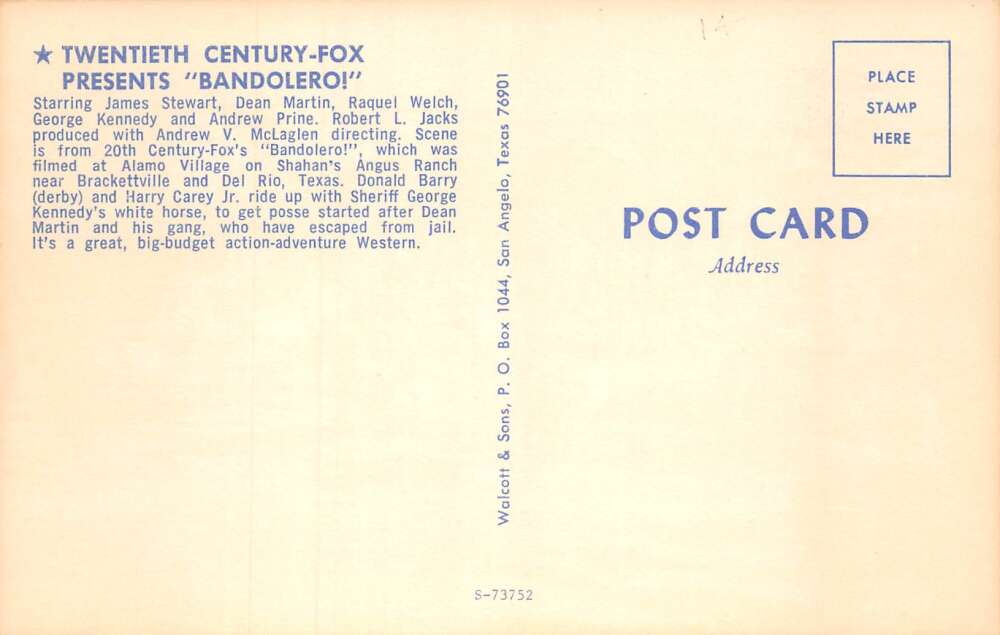 ★ TWENTIETH CENTURY-FOX
PRESENTS "BANDOLERO!"
Starring James Stewart, Dean Martin, Raquel Welch,
George Kennedy and Andrew Prine. Robert L. Jacks
produced with Andrew V. McLaglen directing. Scene
is from 20th Century-Fox's "Bandolero!", which was
filmed at Alamo Village on Shahan's Angus Ranch
near Brackettville and Del Rio, Texas. Donald Barry
(derby) and Harry Carey Jr. ride up with Sheriff George
Kennedy's white horse, to get posse started after Dean
Martin and his gang, who have escaped from jail.
It's a great, big-budget action-adventure Western.
Walcott & Sons, P. O. Box 1044, San Angelo, Texas 76901
14
PLACE
STAMP
HERE
POST CARD
Address
S-73752